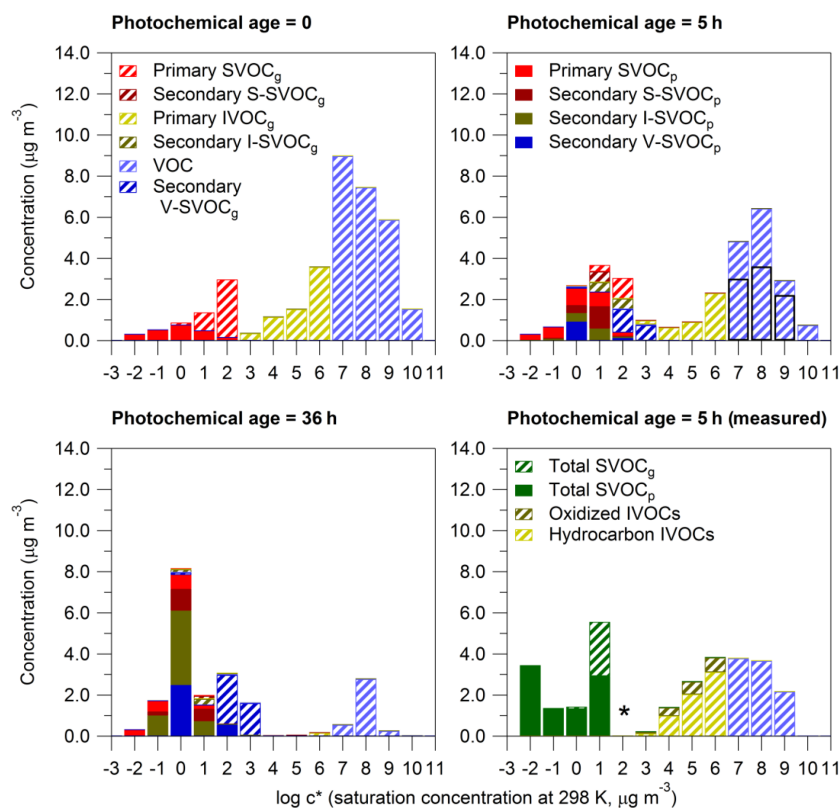 Photochemical age = 0
Photochemical age = 5 h
14.0
12.0
10.0
8.0
6.0
4.0
2.0
0.0
Concentration (μg m⁻³)
Primary SVOCg
Secondary S-SVOCg
Primary IVOCg
Secondary I-SVOCg
VOC
Secondary
V-SVOCg
-3 -2 -1 0 1 2 3 4 5 6 7 8 9 10 11
14.0
12.0
10.0
8.0
6.0
4.0
2.0
0.0
Primary SVOCp
Secondary S-SVOCp
Secondary I-SVOCp
Secondary V-SVOCp
-3 -2 -1 0 1 2 3 4 5 6 7 8 9 10 11
Photochemical age = 36 h
Photochemical age = 5 h (measured)
14.0
12.0
10.0
8.0
6.0
4.0
2.0
0.0
Concentration (μg m⁻³)
-3 -2 -1 0 1 2 3 4 5 6 7 8 9 10 11
14.0
12.0
10.0
8.0
6.0
4.0
2.0
0.0
Total SVOCg
Total SVOCp
Oxidized IVOCs
Hydrocarbon IVOCs
*
-3 -2 -1 0 1 2 3 4 5 6 7 8 9 10 11
log c* (saturation concentration at 298 K, μg m⁻³)